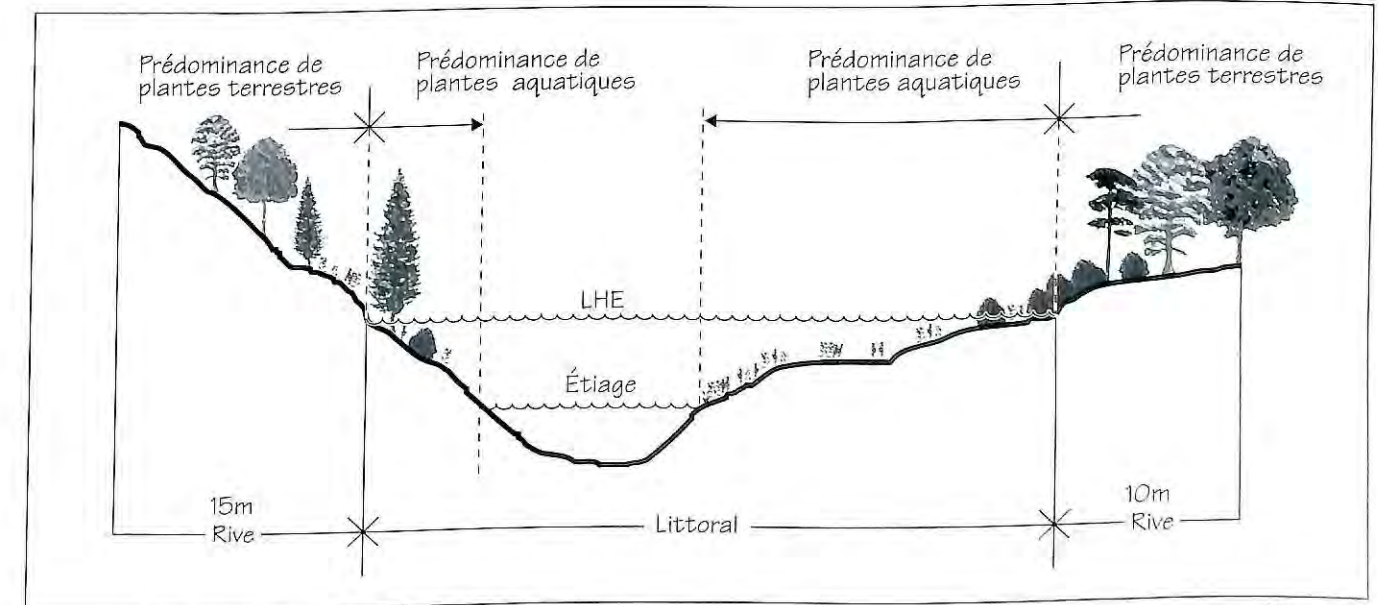 Prédominance de
plantes terrestres
Prédominance de
plantes aquatiques
Prédominance de
plantes aquatiques
Prédominance de
plantes terrestres
LHE
Étiage
15m
Rive
Littoral
10m
Rive